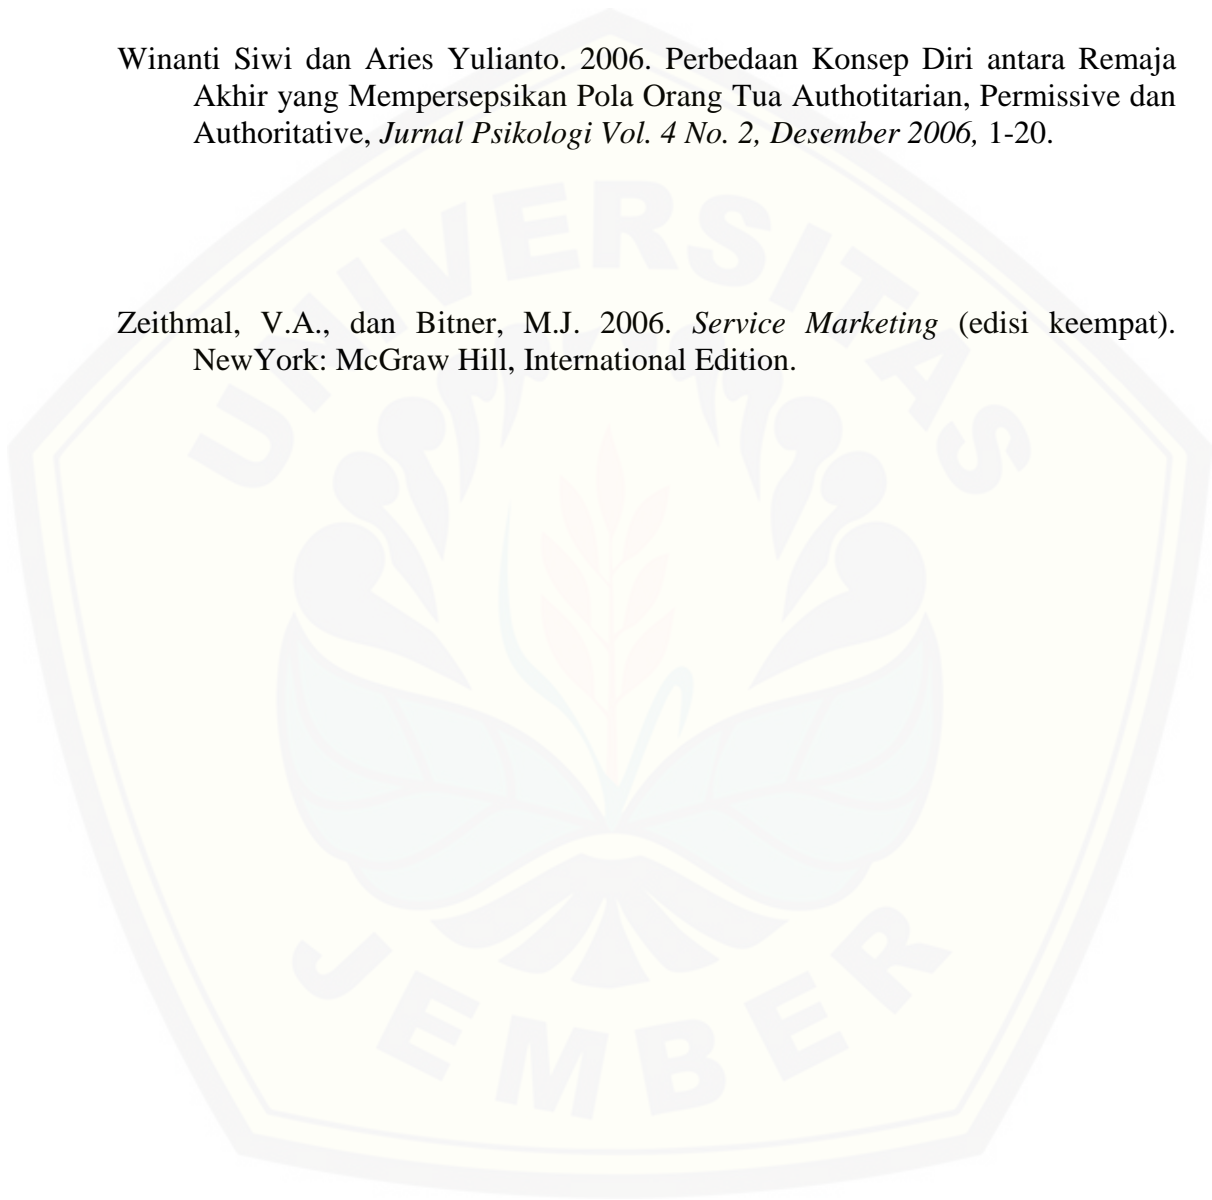 Winanti Siwi dan Aries Yulianto. 2006. Perbedaan Konsep Diri antara Remaja
Akhir yang Mempersepsikan Pola Orang Tua Authotitarian, Permissive dan
Authoritative, Jurnal Psikologi Vol. 4 No. 2, Desember 2006, 1-20.
Zeithmal, V.A., dan Bitner, M.J. 2006. Service Marketing (edisi keempat).
NewYork: McGraw Hill, International Edition.
UNIVERSITAS
JEMBER